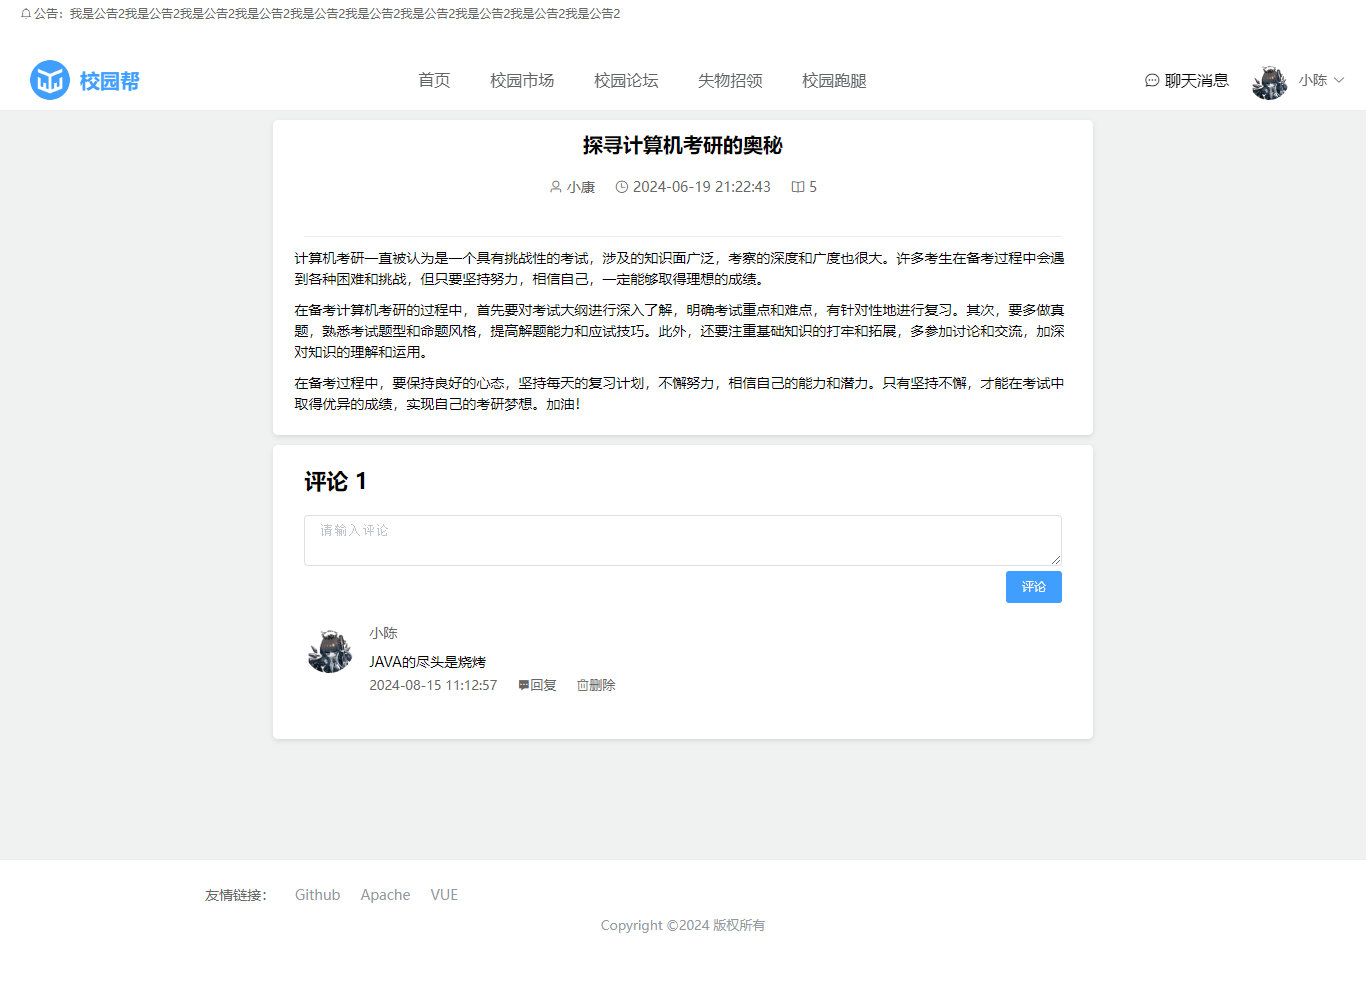 公告：我是公告2我是公告2我是公告2我是公告2我是公告2我是公告2我是公告2我是公告2我是公告2我是公告2
校园帮
首页 校园市场 校园论坛 失物招领 校园跑腿
聊天消息 小陈
探寻计算机考研的奥秘
小康 2024-06-19 21:22:43 5
计算机考研一直被认为是一个具有挑战性的考试，涉及的知识面广泛，考察的深度和广度也很大。许多考生在备考过程中会遇
到各种困难和挑战，但只要坚持努力，相信自己，一定能够取得理想的成绩。
在备考计算机考研的过程中，首先要对考试大纲进行深入了解，明确考试重点和难点，有针对性地进行复习。其次，要多做真
题，熟悉考试题型和命题风格，提高解题能力和应试技巧。此外，还要注重基础知识的打牢和拓展，多参加讨论和交流，加深
对知识的理解和运用。
在备考过程中，要保持良好的心态，坚持每天的复习计划，不懈努力，相信自己的能力和潜力。只有坚持不懈，才能在考试中
取得优异的成绩，实现自己的考研梦想。加油！
评论 1
请输入评论
评论
小陈
JAVA的尽头是烧烤
2024-08-15 11:12:57 回复 删除
友情链接： Github Apache VUE
Copyright ©2024 版权所有